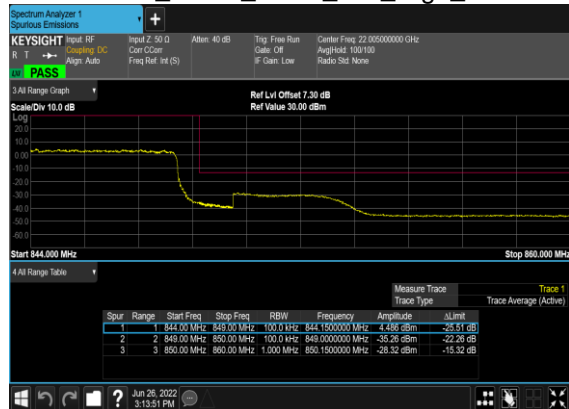 Spectrum Analyzer 1
Spurious Emissions
KEYSIGHT Input: RF Input Z: 50 Ω Atten: 40 dB Trig: Free Run Center Freq: 22.005000000 GHz
R T Coupling: DC Corr CCorr Gate: Off Avg|Hold: 100/100
Align: Auto Freq Ref: Int (S) IF Gain: Low Radio Std: None
PASS
3 All Range Graph
Ref Lvl Offset 7.30 dB
Scale/Div 10.0 dB Ref Value 30.00 dBm
Log
20.0
10.0
0.00
-10.0
-20.0
-30.0
-40.0
-50.0
-60.0
Start 844.000 MHz Stop 860.000 MHz
4 All Range Table
Measure Trace Trace 1
Trace Type Trace Average (Active)
Spur Range Start Freq Stop Freq RBW Frequency Amplitude ΔLimit
1 1 844.00 MHz 849.00 MHz 100.0 kHz 844.1500000 MHz 4.486 dBm -25.51 dB
2 2 849.00 MHz 850.00 MHz 100.0 kHz 849.0000000 MHz -35.26 dBm -22.26 dB
3 3 850.00 MHz 860.00 MHz 1.000 MHz 850.1500000 MHz -28.32 dBm -15.32 dB
? Jun 26, 2022
3:13:51 PM